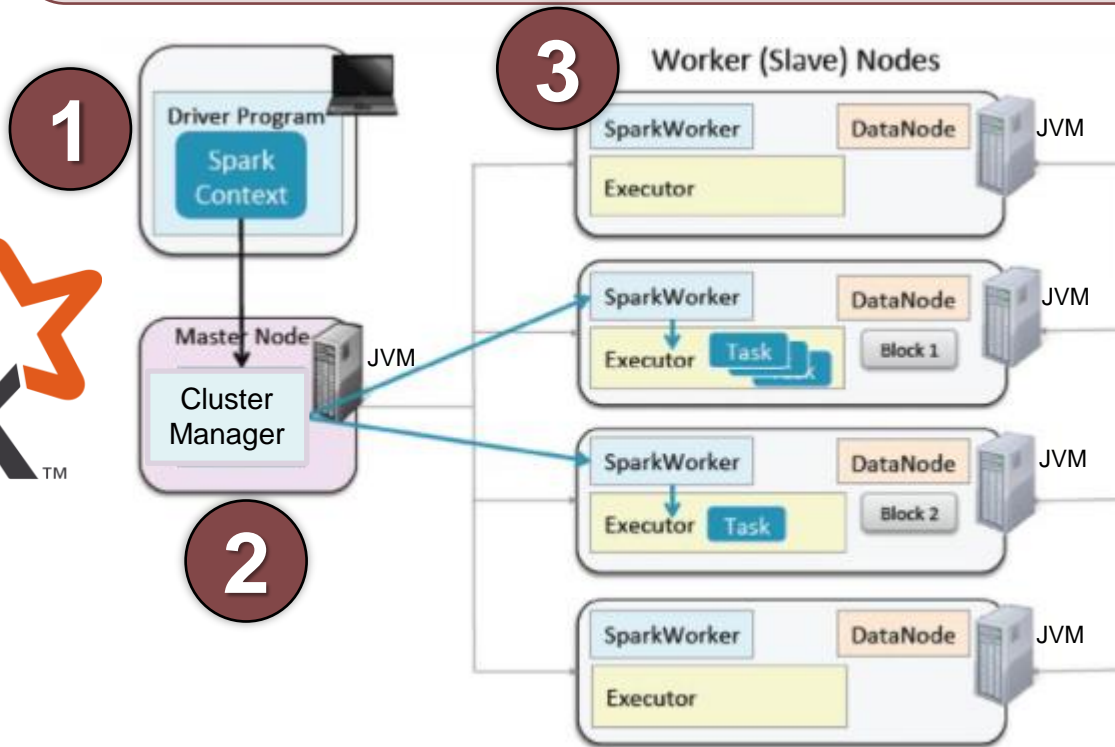 1
Driver Program
Spark
Context
2
Master Node
JVM
Cluster
Manager
TM
3
Worker (Slave) Nodes
SparkWorker
DataNode
JVM
Executor
SparkWorker
DataNode
JVM
Executor
Task
Block 1
SparkWorker
DataNode
JVM
Executor
Task
Block 2
SparkWorker
DataNode
JVM
Executor